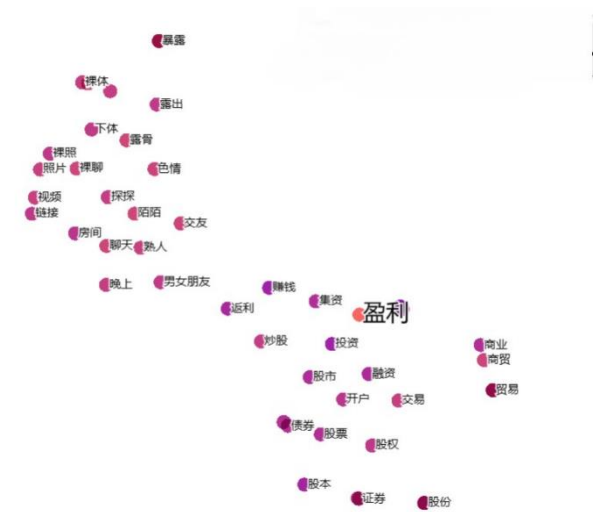 暴露
裸体
露出
下体
露骨
裸照
照片
裸聊
色情
视频
探探
链接
陌陌
交友
房间
聊天
熟人
晚上
男女朋友
赚钱
集资
返利
盈利
炒股
投资
商业
商贸
股市
融资
贸易
开户
交易
债券
股票
股权
股本
证券
股份